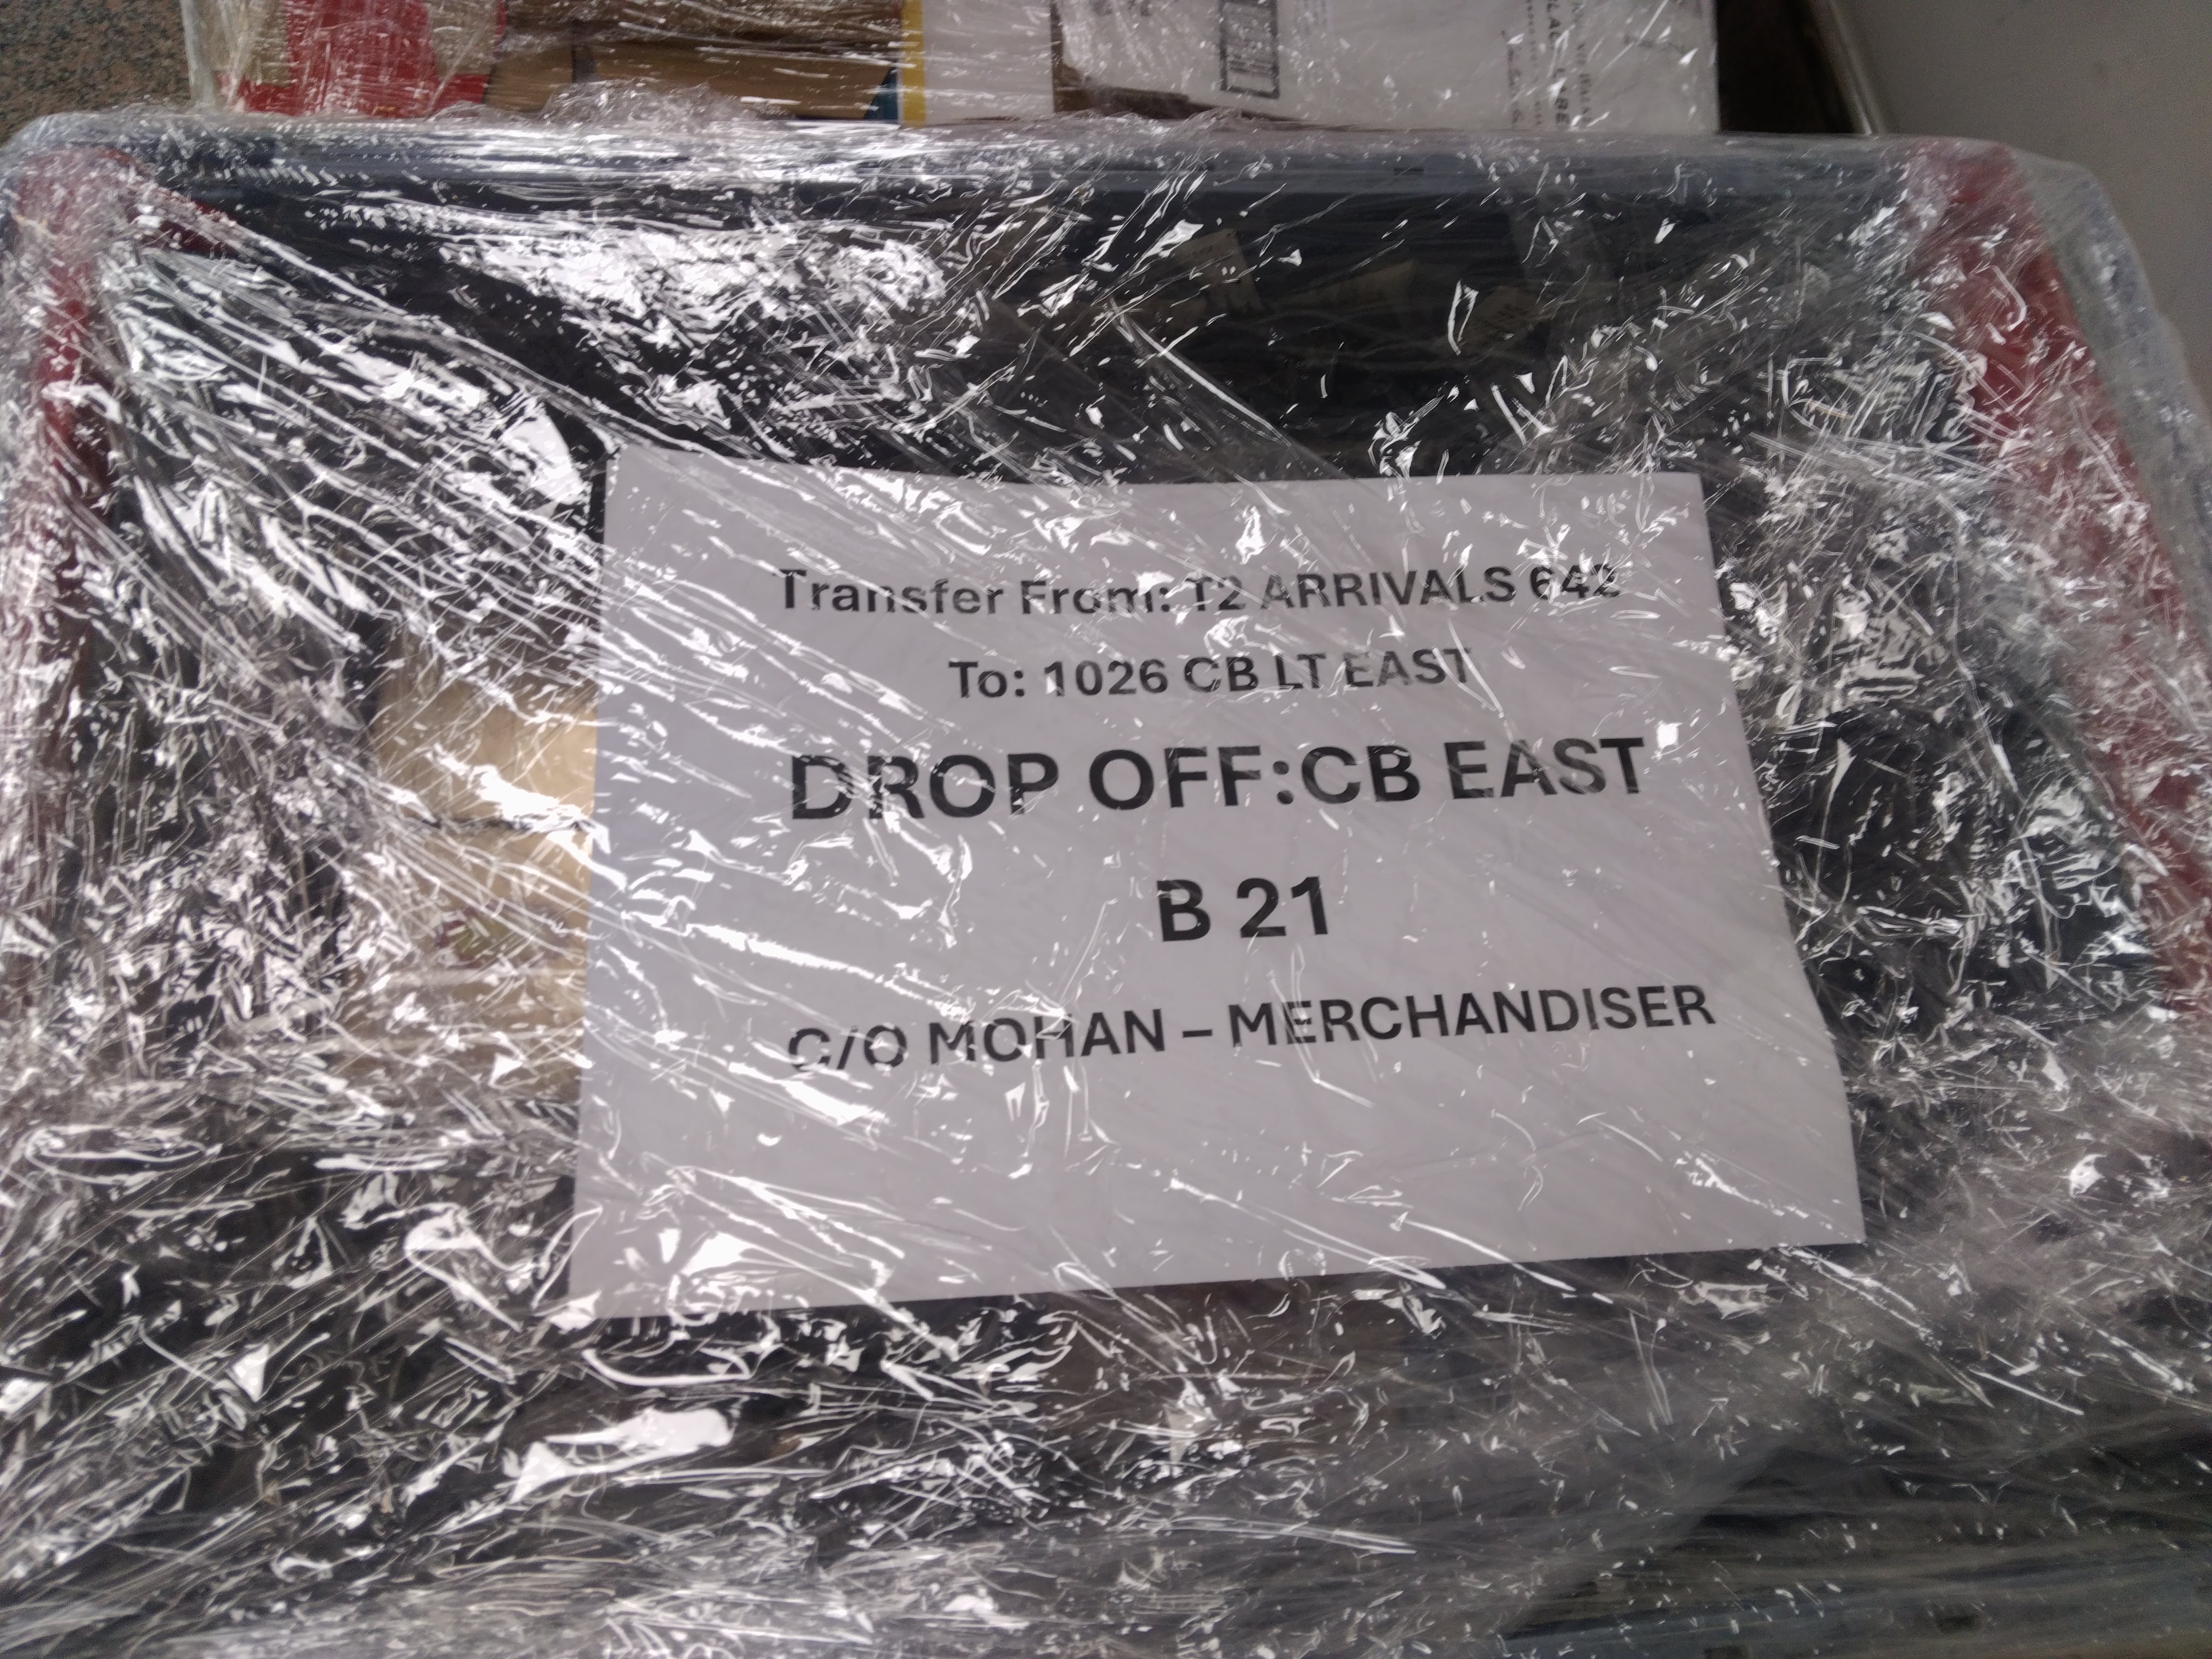 Transfer From: T2 ARRIVALS 642
To: 1026 CB LT EAST
DROP OFF:CB EAST
B 21
C/O MOHAN – MERCHANDISER